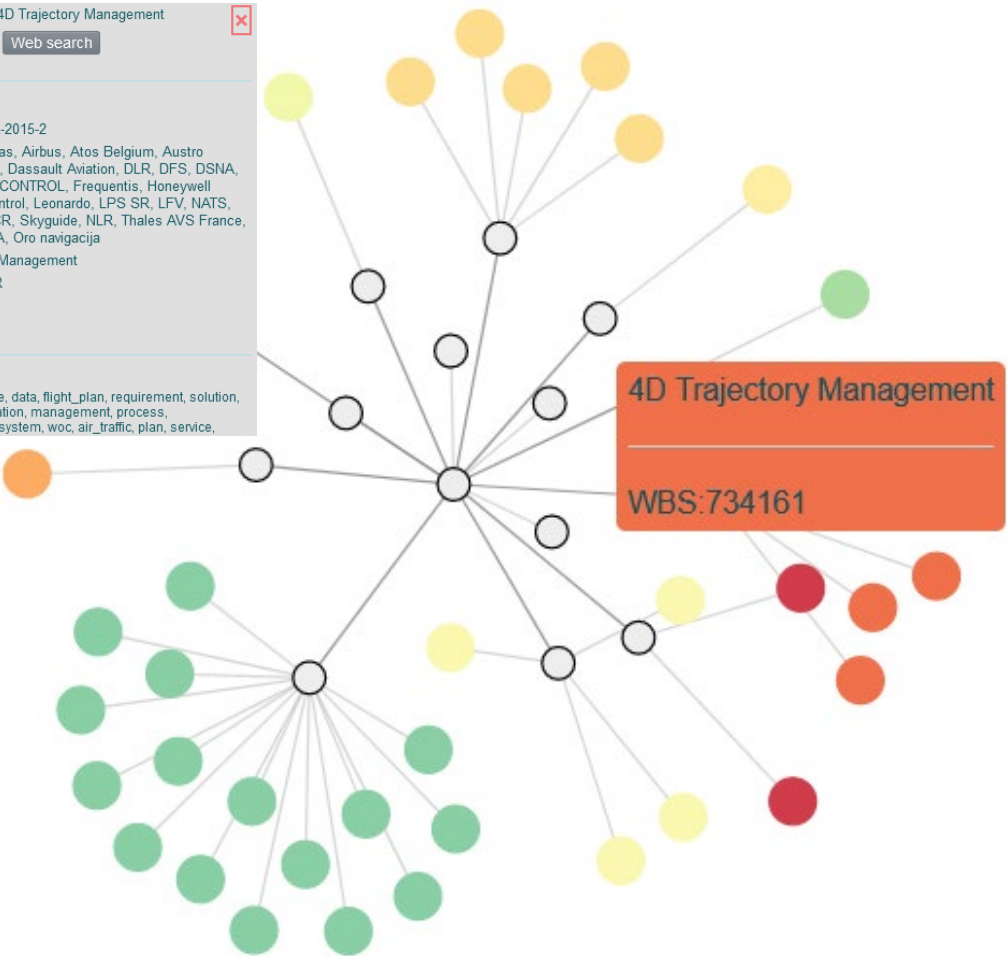 4D Trajectory Management
Web search
-2015-2
as, Airbus, Atos Belgium, Austro
, Dassault Aviation, DLR, DFS, DSNA,
CONTROL, Frequentis, Honeywell
ntrol, Leonardo, LPS SR, LFV, NATS,
CR, Skyguide, NLR, Thales AVS France,
A, Oro navigacija
Management
R
e, data, flight_plan, requirement, solution,
ation, management, process,
system, woc, air_traffic, plan, service,
4D Trajectory Management
WBS:734161